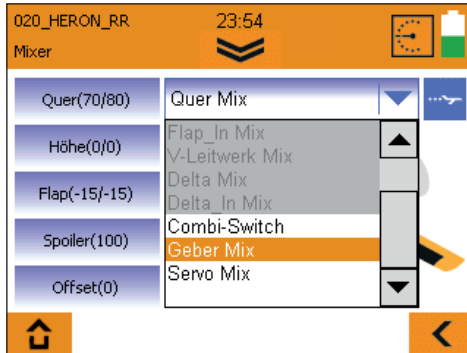 020_HERON_RR
23:54
Mixer
Quer(70/80)
Quer Mix
Höhe(0/0)
Flap_In Mix
V-Leitwerk Mix
Delta Mix
Flap(-15/-15)
Delta_In Mix
Combi-Switch
Spoiler(100)
Geber Mix
Servo Mix
Offset(0)